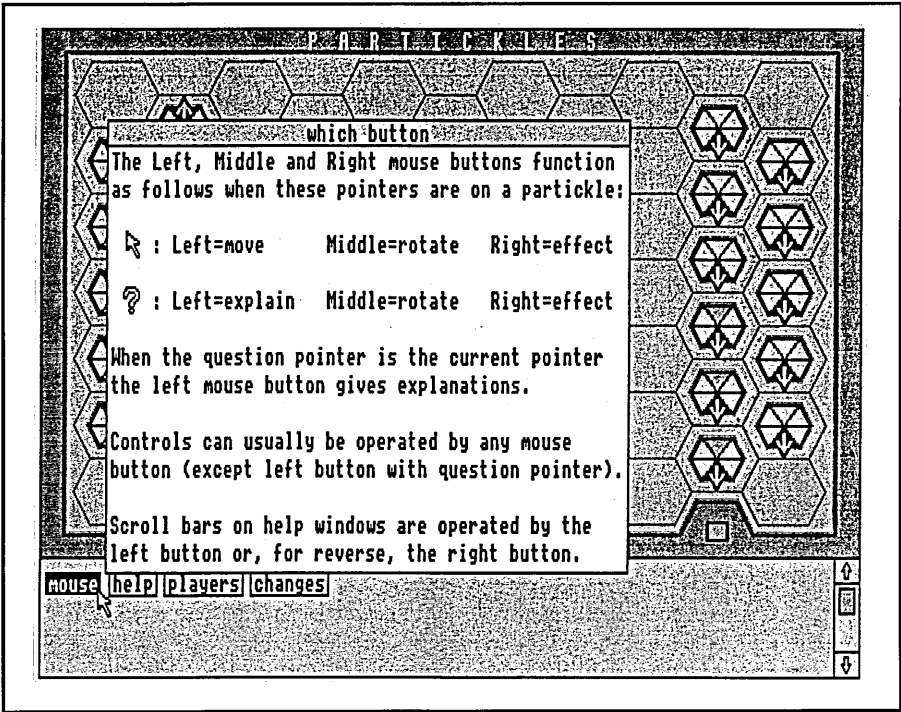 PARTICKLES
which button
The Left, Middle and Right mouse buttons function
as follows when these pointers are on a partickle:
: Left=move Middle=rotate Right=effect
: Left=explain Middle=rotate Right=effect
When the question pointer is the current pointer
the left mouse button gives explanations.
Controls can usually be operated by any mouse
button (except left button with question pointer).
Scroll bars on help windows are operated by the
left button or, for reverse, the right button.
mouse help players changes